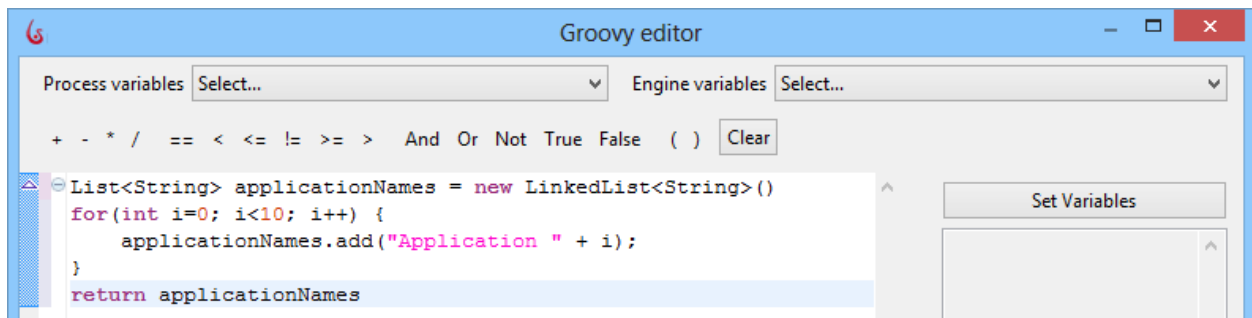 Groovy editor
Process variables Select... Engine variables Select...
+ - * / == < <= != >= > And Or Not True False ( ) Clear
List<String> applicationNames = new LinkedList<String>()
for(int i=0; i<10; i++) {
    applicationNames.add("Application " + i);
}
return applicationNames
Set Variables